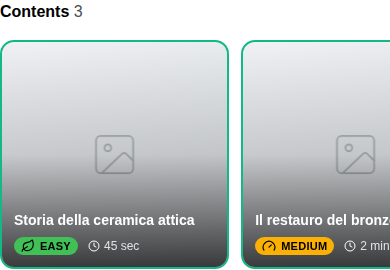 Contents 3
Storia della ceramica attica
EASY 45 sec
Il restauro del bronz
MEDIUM 2 min